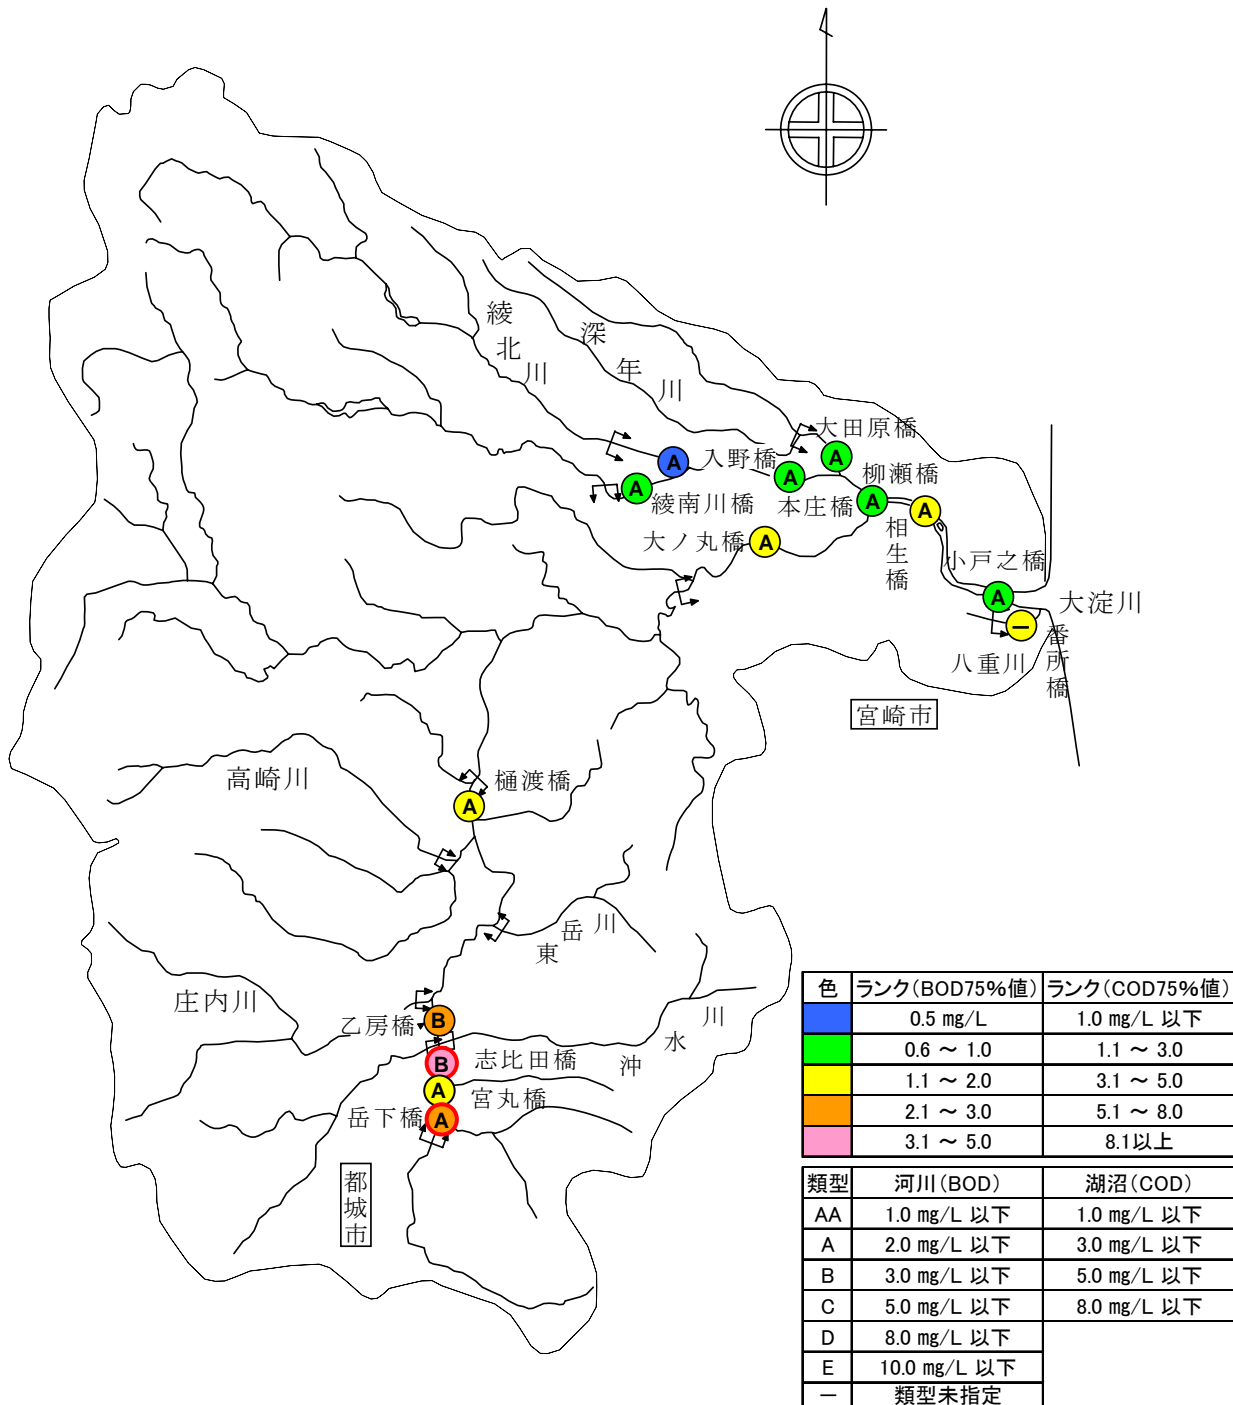 綾北川
深年川
大田原橋
A
入野橋
A
柳瀬橋
A
A
綾南川橋
A
本庄橋
A
A
相生橋
大ノ丸橋
A
小戸之橋
A
大淀川
－
番所橋
八重川
宮崎市
高崎川
樋渡橋
A
東岳川
庄内川
乙房橋
B
沖水川
B
志比田橋
A
宮丸橋
岳下橋
A
都城市
色 ランク(BOD75%値) ランク(COD75%値)
0.5 mg/L 1.0 mg/L 以下
0.6 ～ 1.0 1.1 ～ 3.0
1.1 ～ 2.0 3.1 ～ 5.0
2.1 ～ 3.0 5.1 ～ 8.0
3.1 ～ 5.0 8.1以上
類型 河川(BOD) 湖沼(COD)
AA 1.0 mg/L 以下 1.0 mg/L 以下
A 2.0 mg/L 以下 3.0 mg/L 以下
B 3.0 mg/L 以下 5.0 mg/L 以下
C 5.0 mg/L 以下 8.0 mg/L 以下
D 8.0 mg/L 以下
E 10.0 mg/L 以下
－ 類型未指定